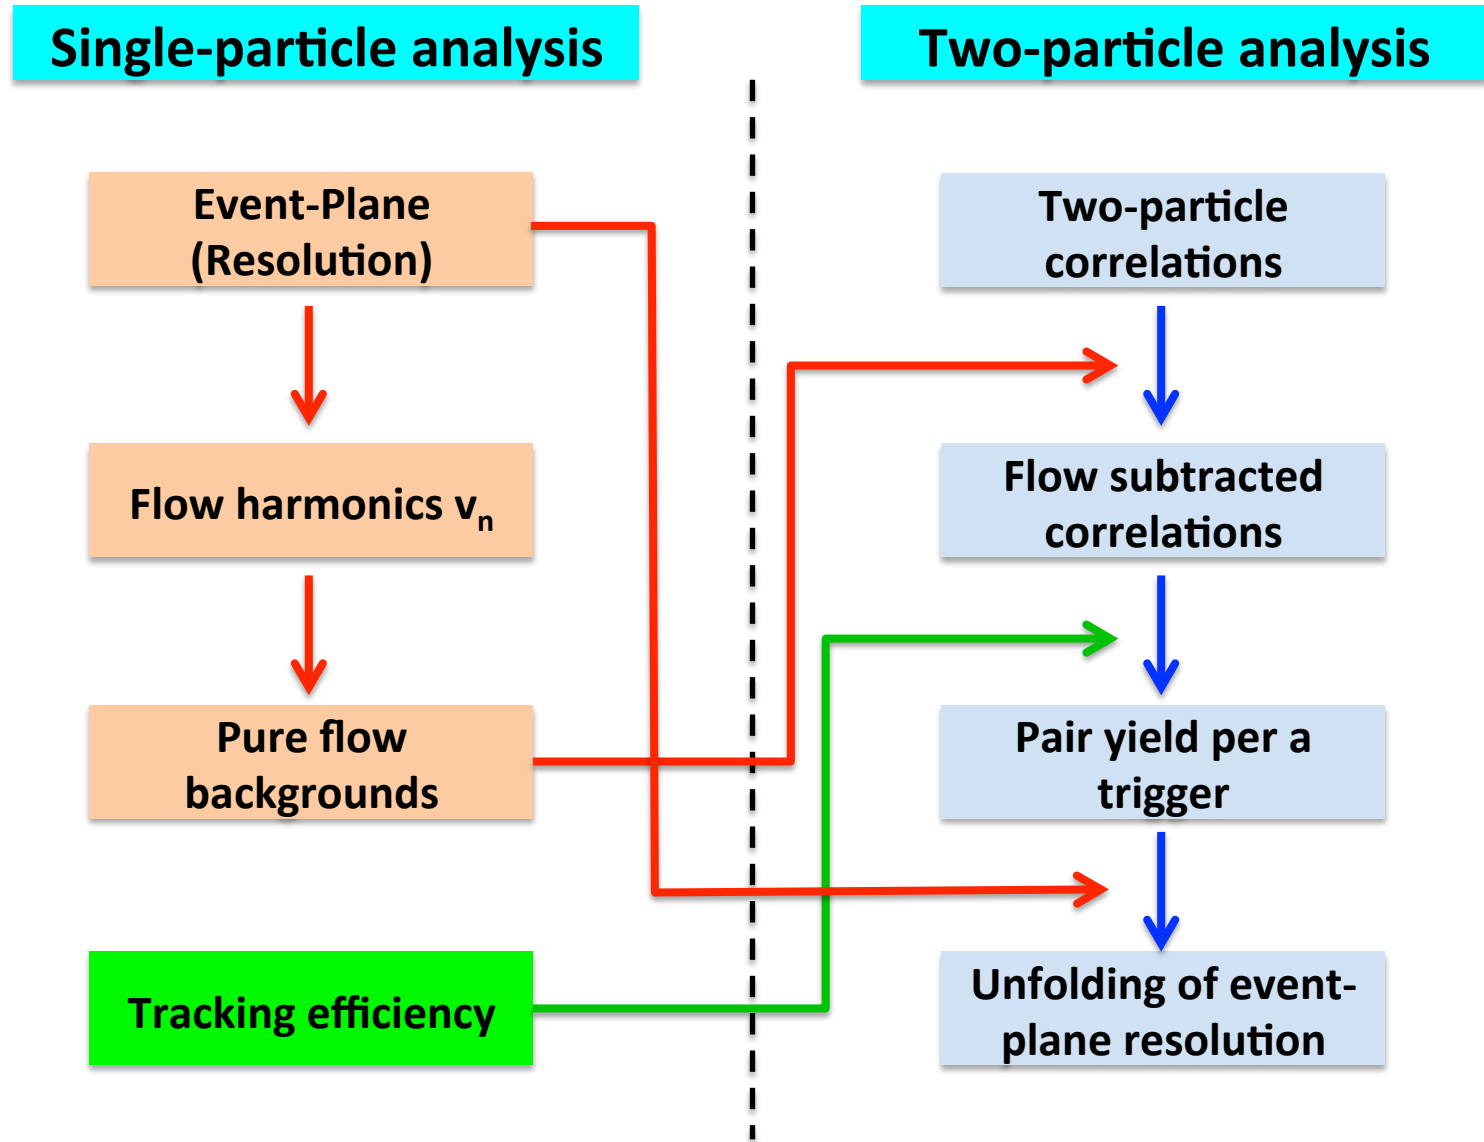 Single-particle analysis
Two-particle analysis
Event-Plane
(Resolution)
Flow harmonics vₙ
Pure flow
backgrounds
Tracking efficiency
Two-particle
correlations
Flow subtracted
correlations
Pair yield per a
trigger
Unfolding of event-
plane resolution